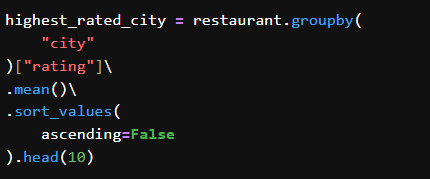 highest_rated_city = restaurant.groupby(
    "city"
)["rating"]\
.mean()\
.sort_values(
    ascending=False
).head(10)